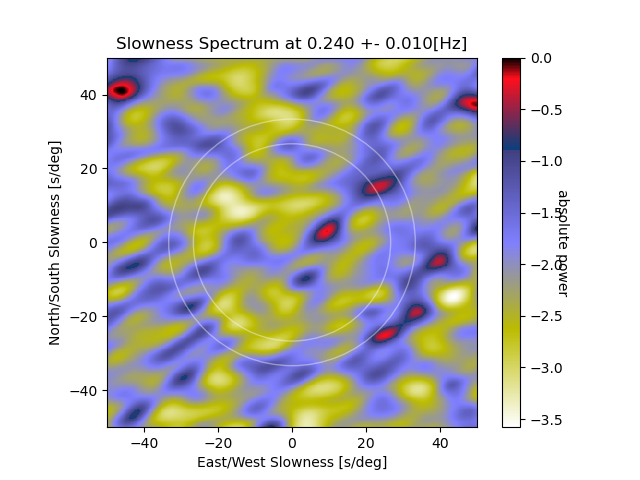 Slowness Spectrum at 0.240 +- 0.010[Hz]
North/South Slowness [s/deg]
40
20
0
−20
−40
−40 −20 0 20 40
East/West Slowness [s/deg]
0.0
−0.5
−1.0
−1.5
−2.0
−2.5
−3.0
−3.5
absolute power